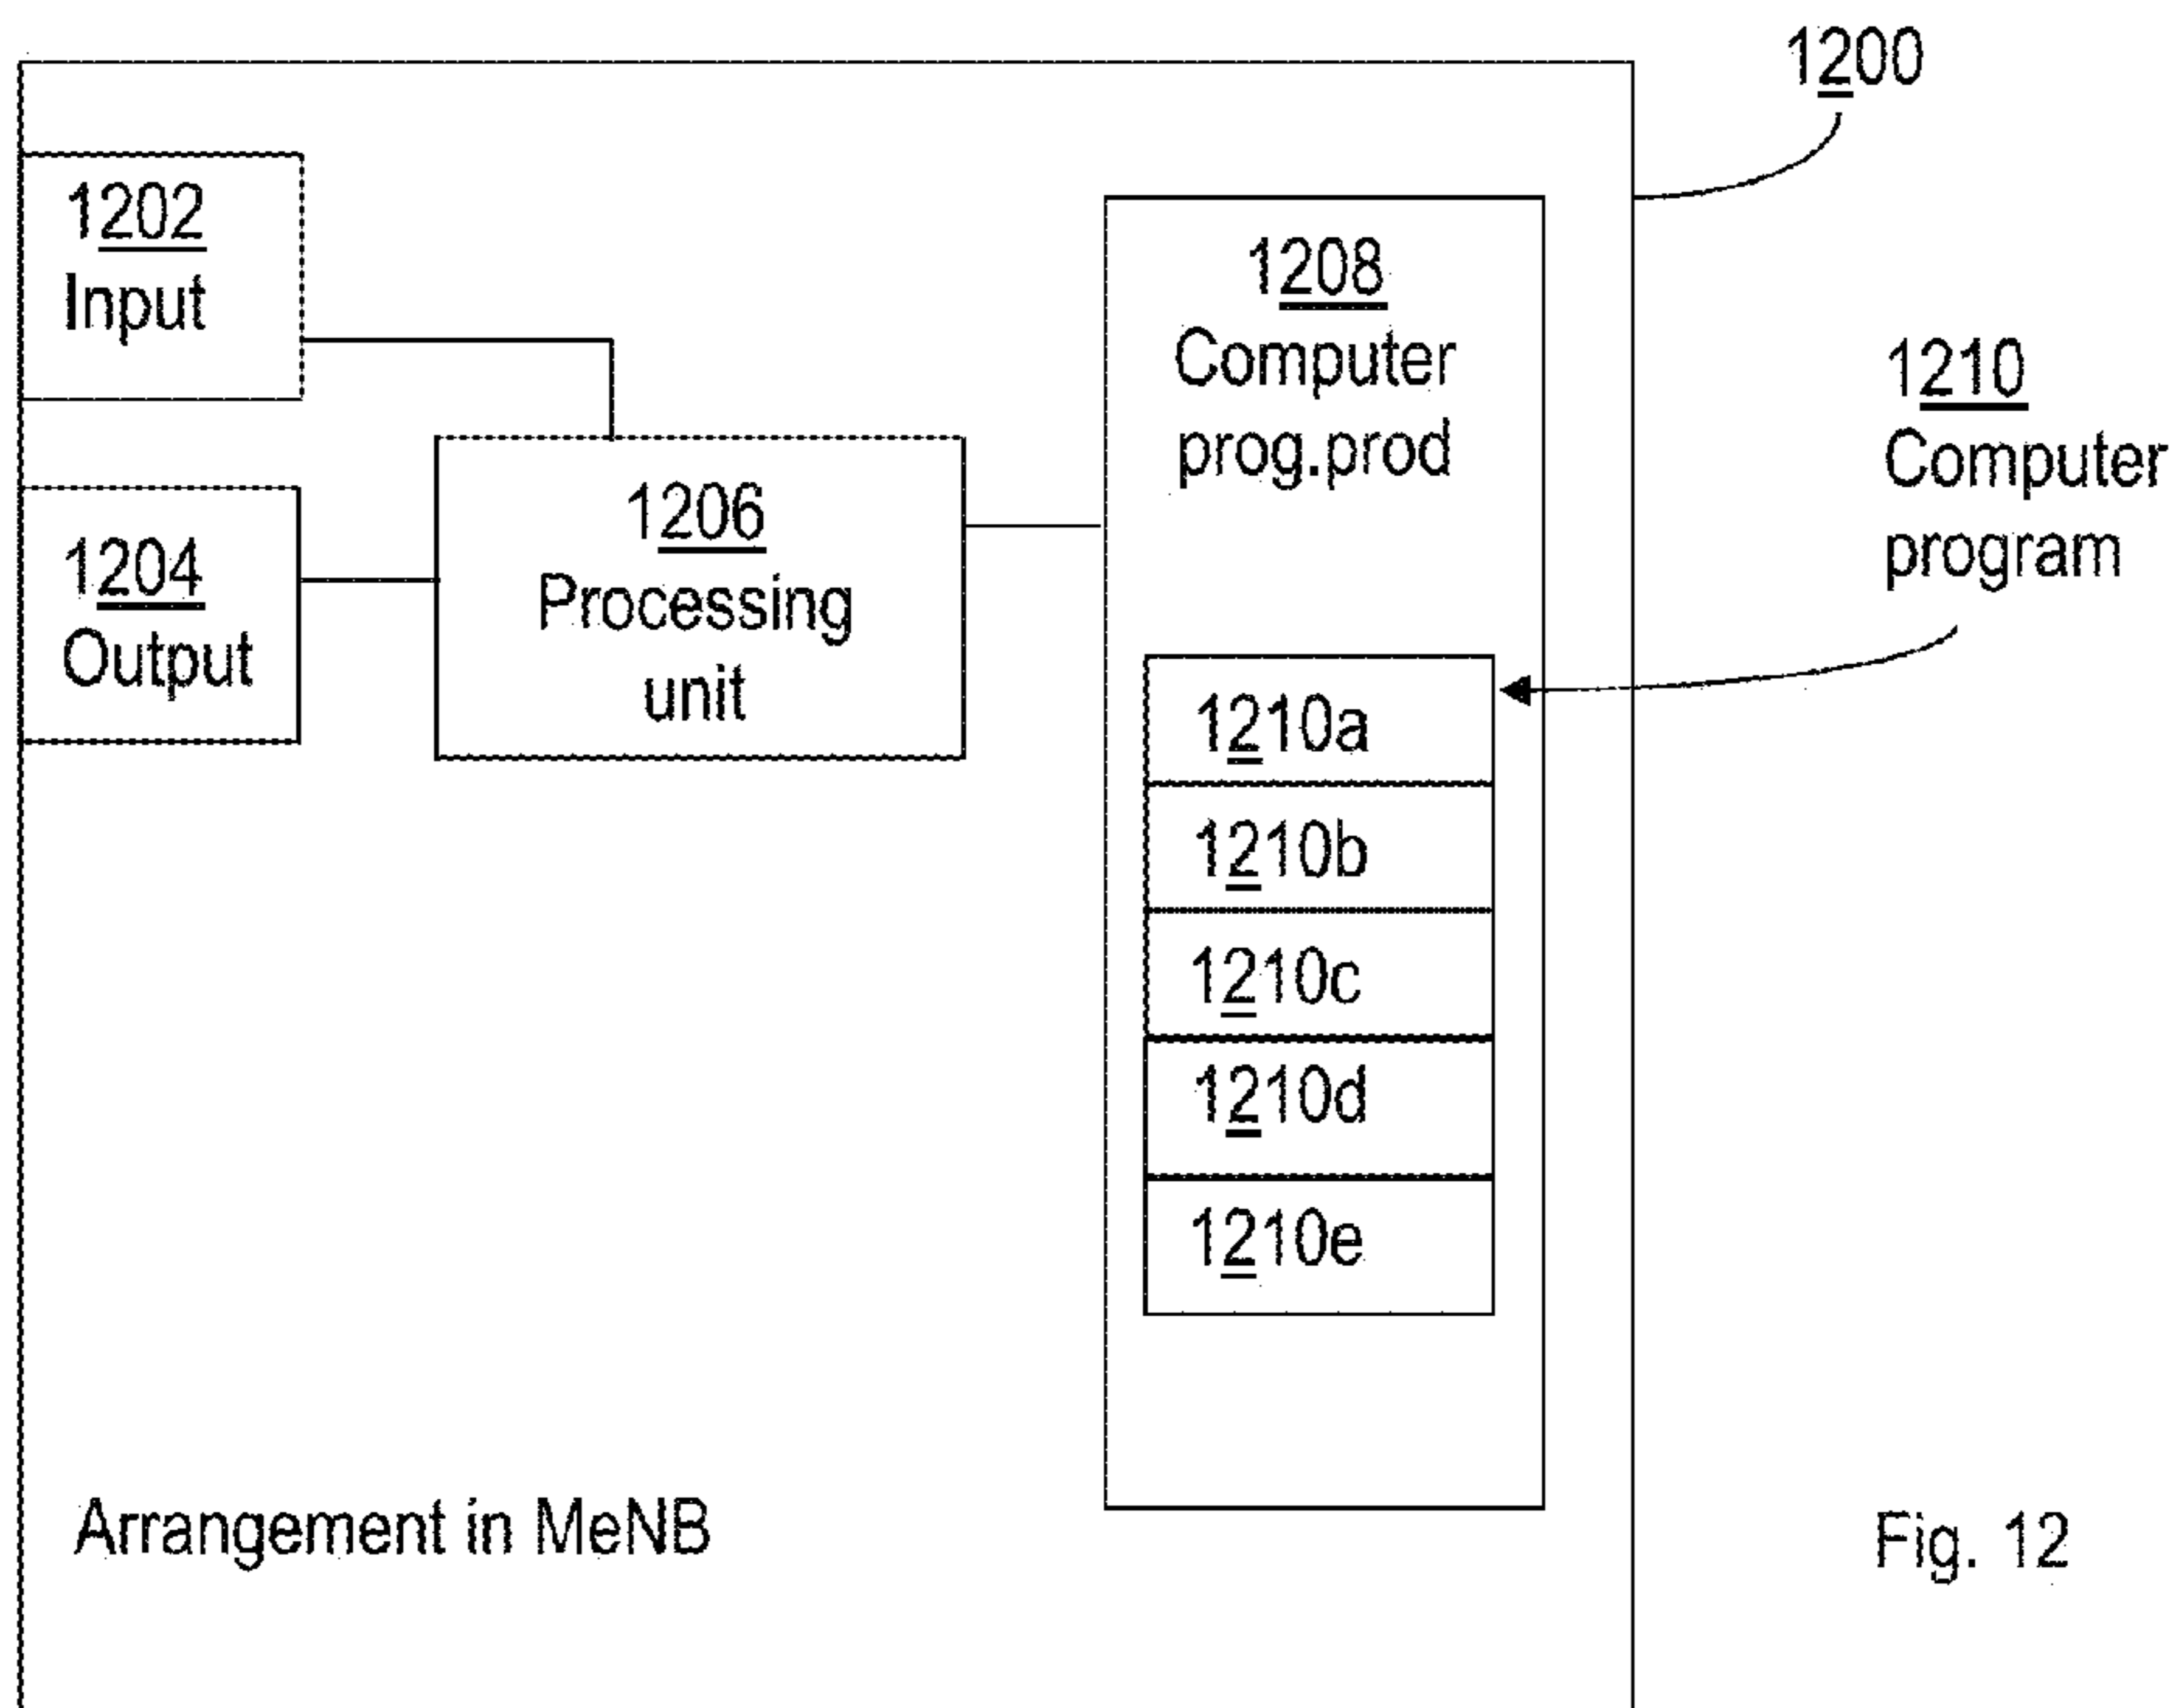 1200
1202
Input
1204
Output
1206
Processing
unit
1208
Computer
prog.prod
1210
Computer
program
1210a
1210b
1210c
1210d
1210e
Arrangement in MeNB
Fig. 12